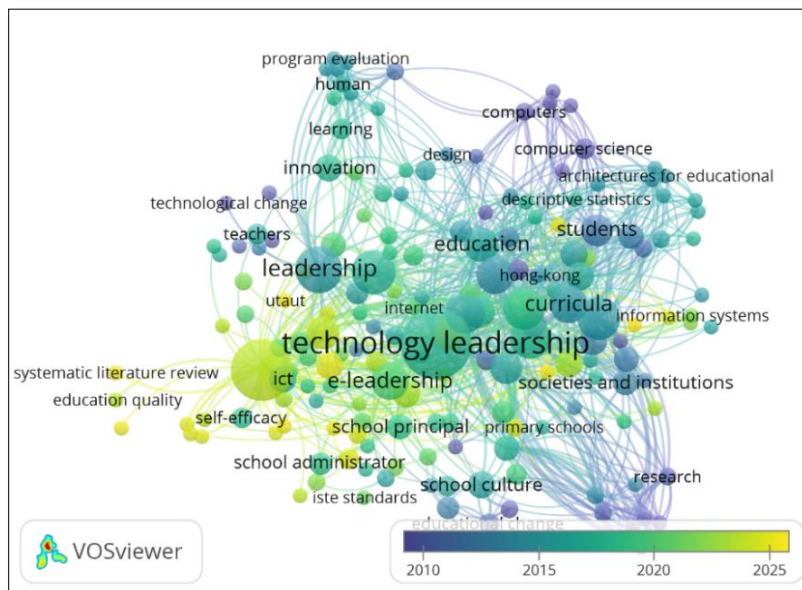 program evaluation
human
computers
learning
computer science
design
innovation
architectures for educational
descriptive statistics
technological change
students
teachers
education
leadership
hong-kong
utaut
internet
curricula
information systems
technology leadership
systematic literature review
ict
e-leadership
societies and institutions
education quality
self-efficacy
school principal
primary schools
school administrator
research
school culture
iste standards
educational change
VOSviewer
2010
2015
2020
2025